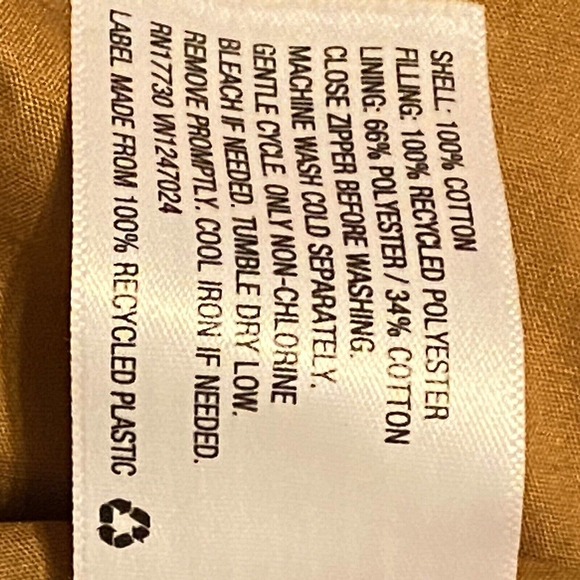 SHELL: 100% COTTON
FILLING: 100% RECYCLED POLYESTER
LINING: 66% POLYESTER / 34% COTTON
CLOSE ZIPPER BEFORE WASHING.
MACHINE WASH COLD SEPARATELY.
GENTLE CYCLE. ONLY NON-CHLORINE
BLEACH IF NEEDED. TUMBLE DRY LOW.
REMOVE PROMPTLY. COOL IRON IF NEEDED.
RN17730 VN1247024
LABEL MADE FROM 100% RECYCLED PLASTIC